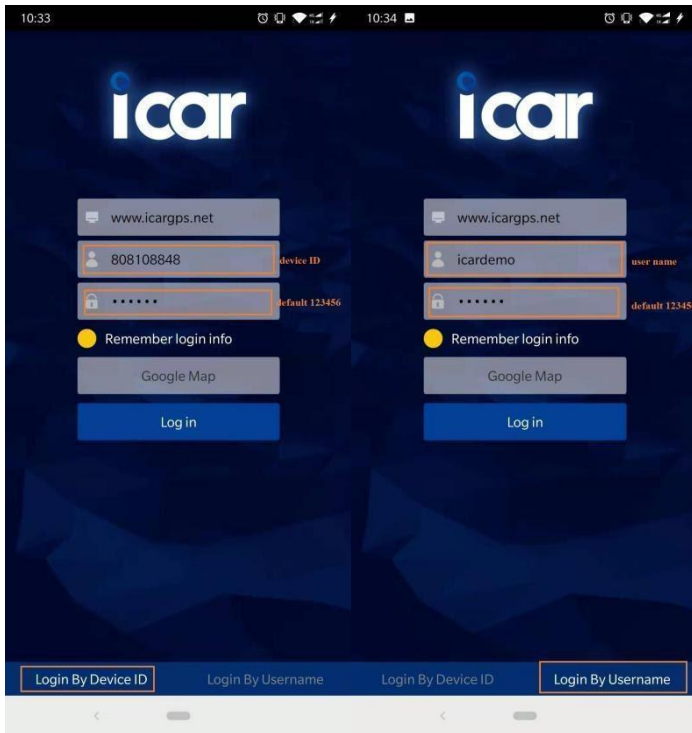 10:33
icar
www.icargps.net
808108848
device ID
••••••
default 123456
Remember login info
Google Map
Log in
Login By Device ID
Login By Username
10:34
icar
www.icargps.net
icardemo
user name
••••••
default 12345
Remember login info
Google Map
Log in
Login By Device ID
Login By Username